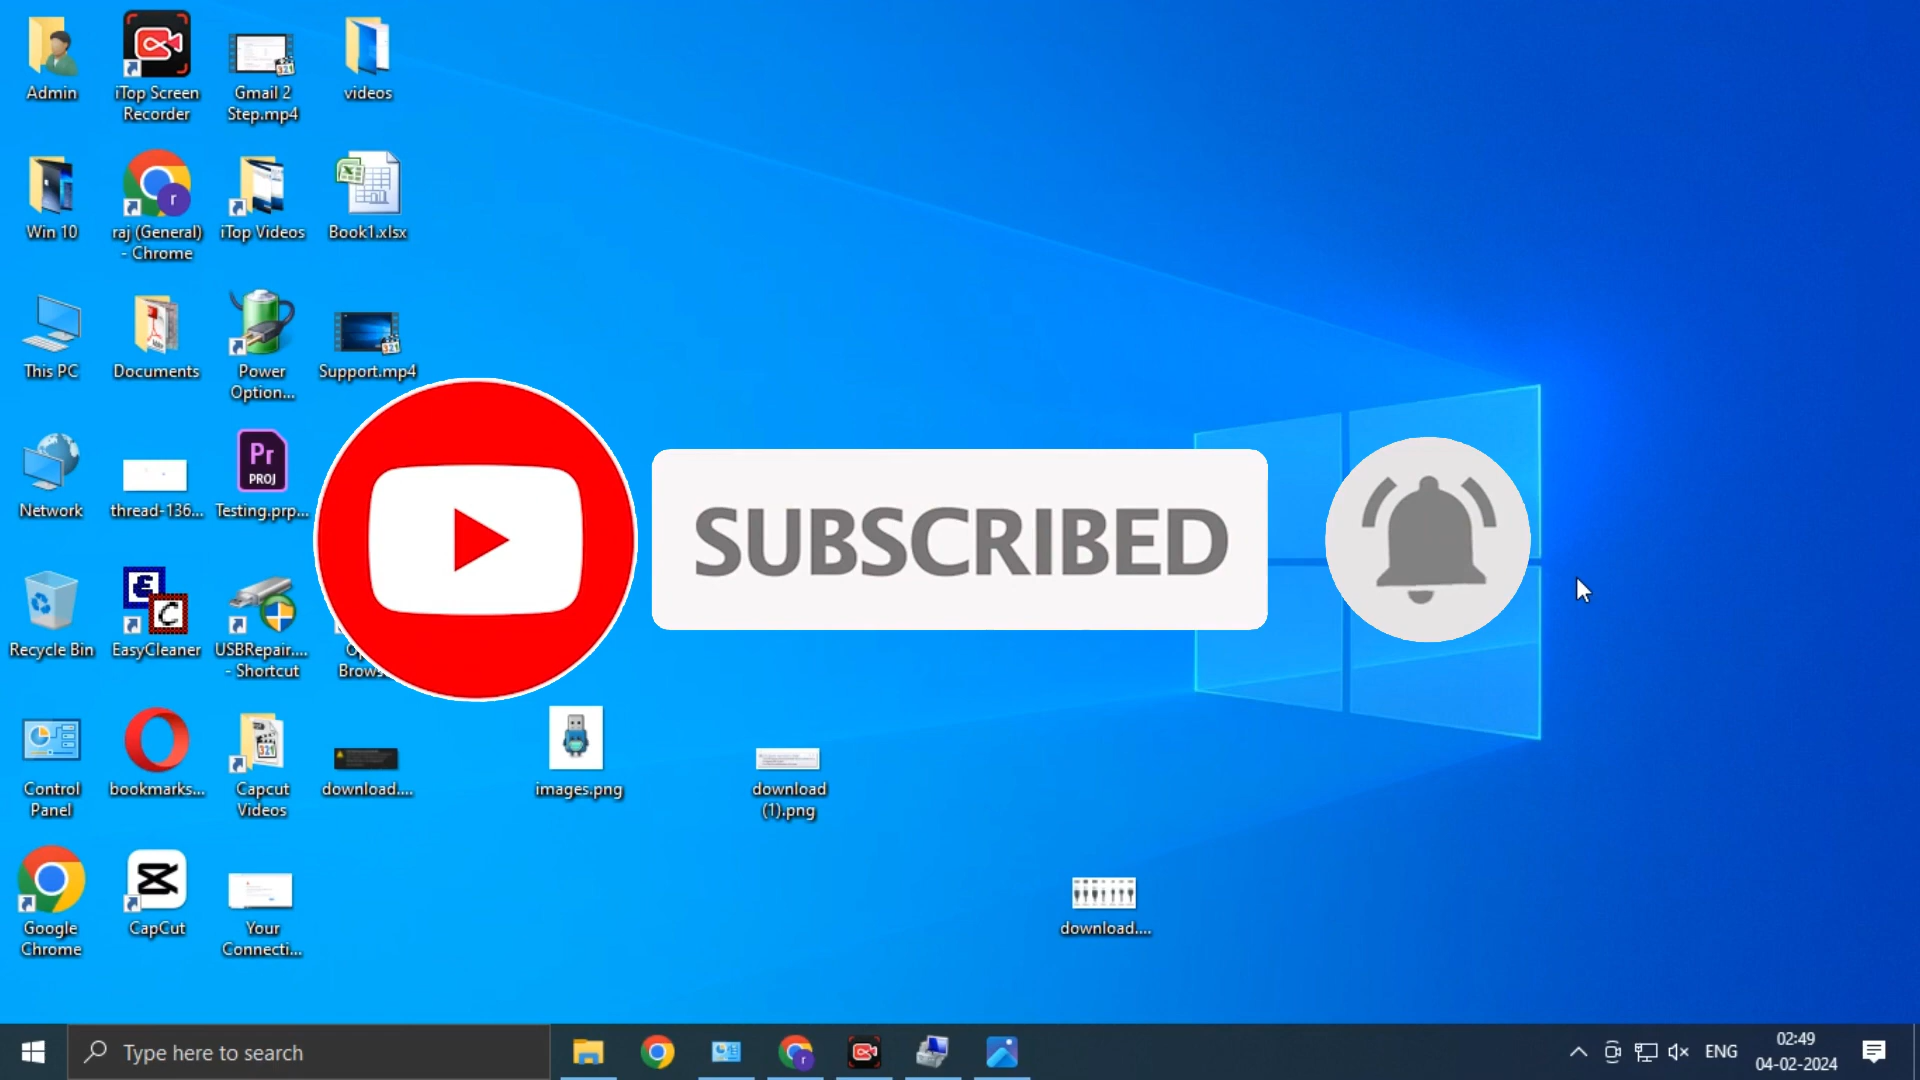 Admin
iTop Screen
Recorder
Gmail 2
Step.mp4
videos
Win 10
raj (General)
- Chrome
iTop Videos
Book1.xlsx
This PC
Documents
Power
Option...
Support.mp4
Network
thread-136...
Pr
PROJ
Testing.prp...
SUBSCRIBED
Recycle Bin
EasyCleaner
USBRepair....
- Shortcut
Control
Panel
bookmarks...
Capcut
Videos
download....
images.png
download
(1).png
Google
Chrome
CapCut
Your
Connecti...
download....
Type here to search
ENG
02:49
04-02-2024